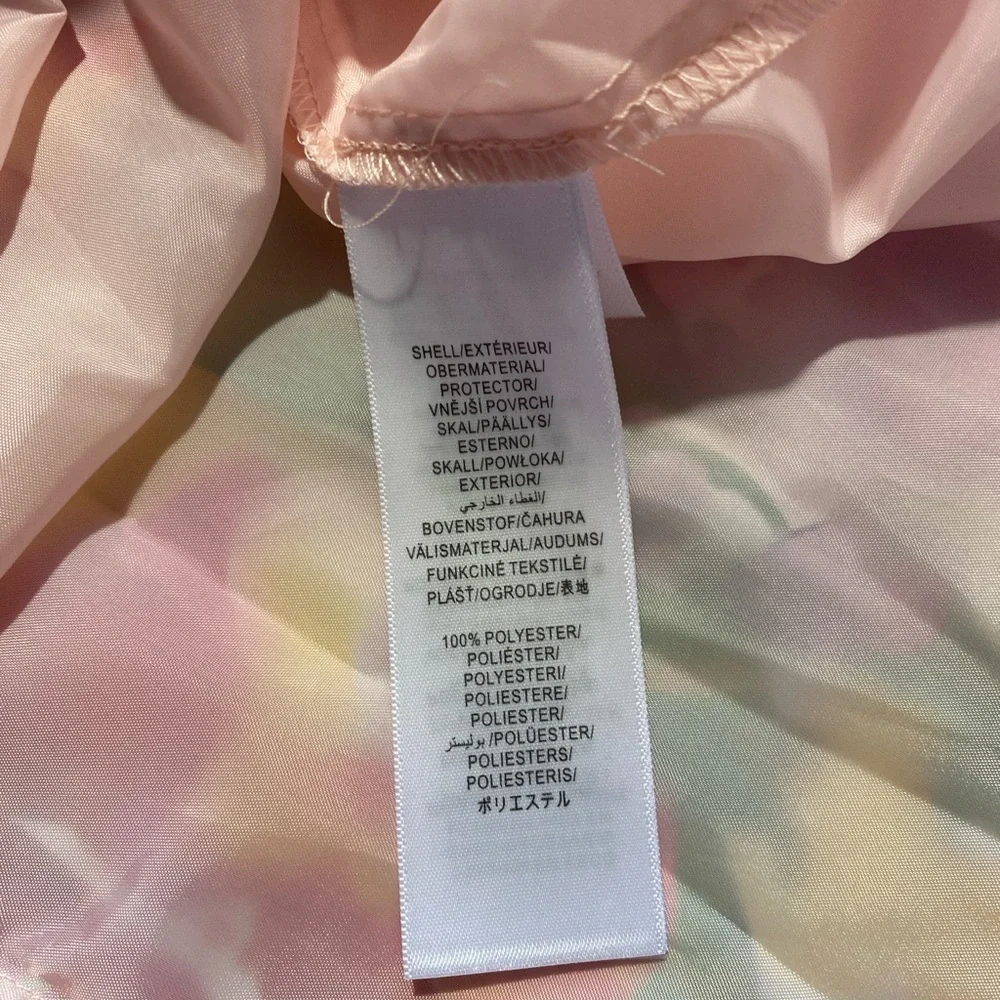 SHELL/EXTÉRIEUR/
OBERMATERIAL/
PROTECTOR/
VNĚJŠÍ POVRCH/
SKAL/PÄÄLLYS/
ESTERNO/
SKALL/POWŁOKA/
EXTERIOR/
الغطاء الخارجي/
BOVENSTOF/ČAHURA
VÄLISMATERJAL/AUDUMS/
FUNKCINĖ TEKSTILĖ/
PLÁŠŤ/OGRODJE/表地
100% POLYESTER/
POLIÉSTER/
POLYESTERI/
POLIESTERE/
POLIESTER/
بوليستر /POLÜESTER/
POLIESTERS/
POLIESTERIS/
ポリエステル